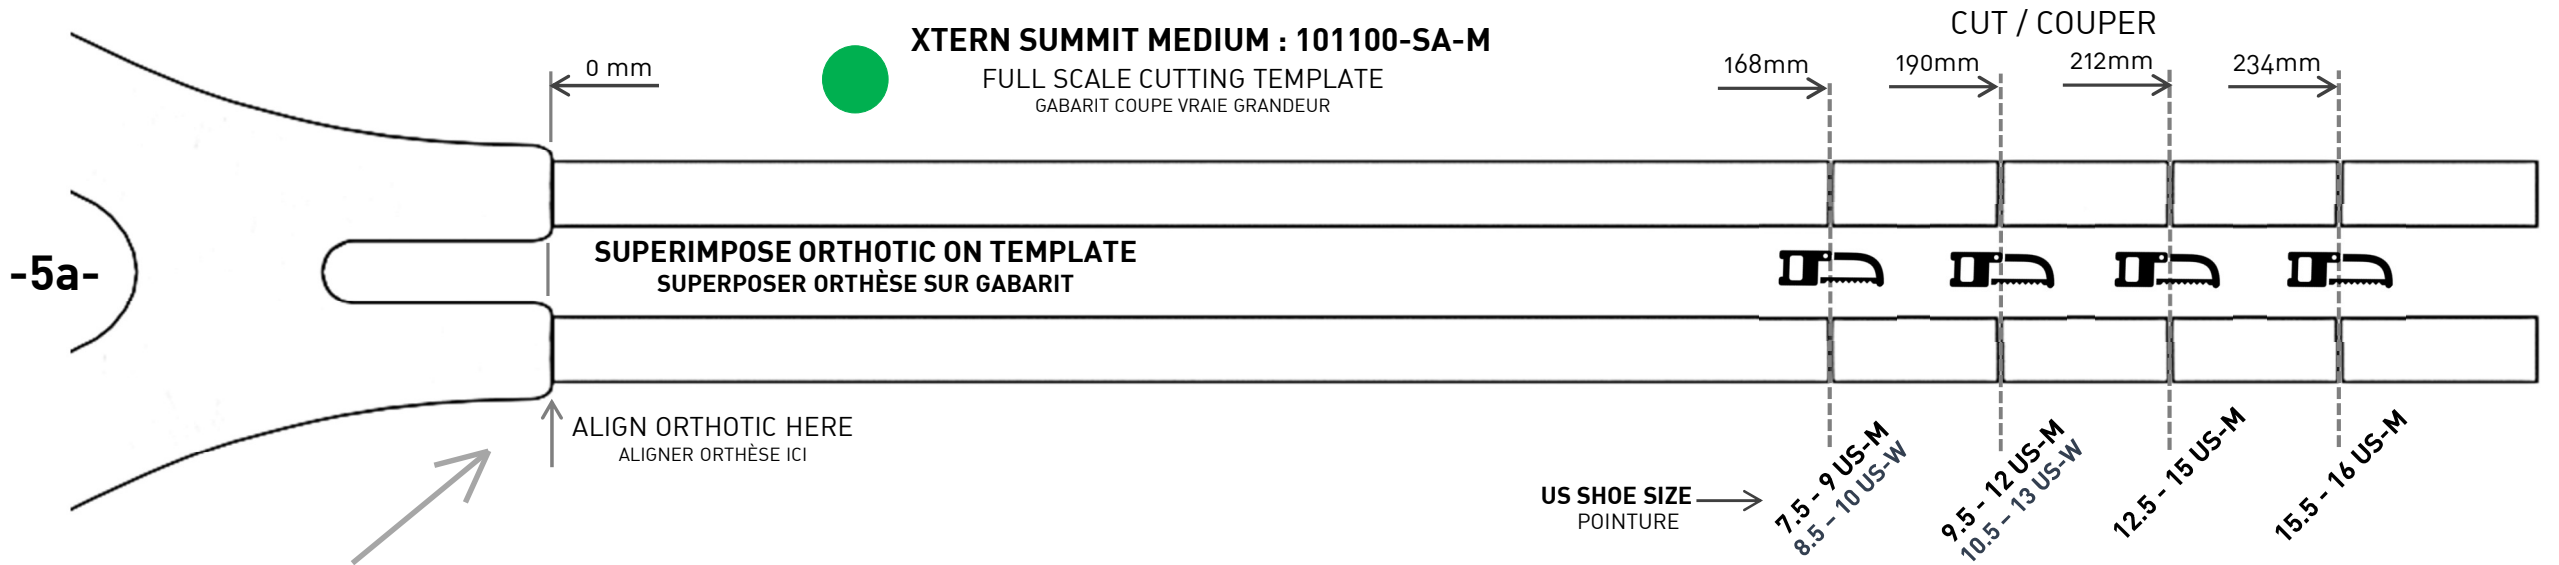 -5a-
0 mm
XTERN SUMMIT MEDIUM : 101100-SA-M
FULL SCALE CUTTING TEMPLATE
GABARIT COUPE VRAIE GRANDEUR
CUT / COUPER
168mm
190mm
212mm
234mm
SUPERIMPOSE ORTHOTIC ON TEMPLATE
SUPERPOSER ORTHÈSE SUR GABARIT
ALIGN ORTHOTIC HERE
ALIGNER ORTHÈSE ICI
US SHOE SIZE
POINTURE
7.5 - 9 US-M
8.5 - 10 US-W
9.5 - 12 US-M
10.5 - 13 US-W
12.5 - 15 US-M
15.5 - 16 US-M